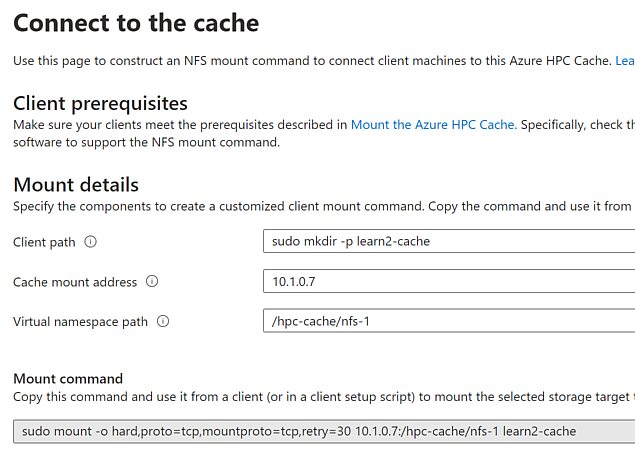 Connect to the cache
Use this page to construct an NFS mount command to connect client machines to this Azure HPC Cache.
Client prerequisites
Make sure your clients meet the prerequisites described in Mount the Azure HPC Cache. Specifically, check
software to support the NFS mount command.
Mount details
Specify the components to create a customized client mount command. Copy the command and use it from
Client path
sudo mkdir -p learn2-cache
Cache mount address
10.1.0.7
Virtual namespace path
/hpc-cache/nfs-1
Mount command
Copy this command and use it from a client (or in a client setup script) to mount the selected storage target
sudo mount -o hard,proto=tcp,mountproto=tcp,retry=30 10.1.0.7:/hpc-cache/nfs-1 learn2-cache